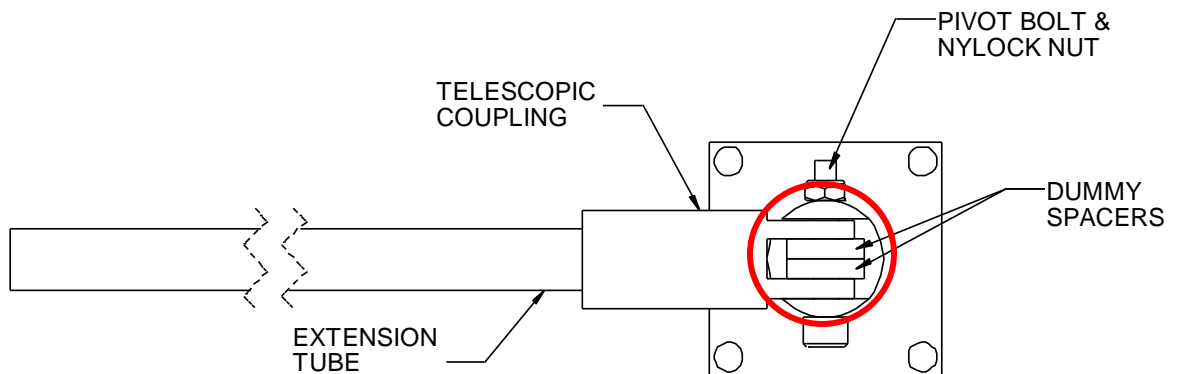 PIVOT BOLT &
NYLOCK NUT
TELESCOPIC
COUPLING
DUMMY
SPACERS
EXTENSION
TUBE